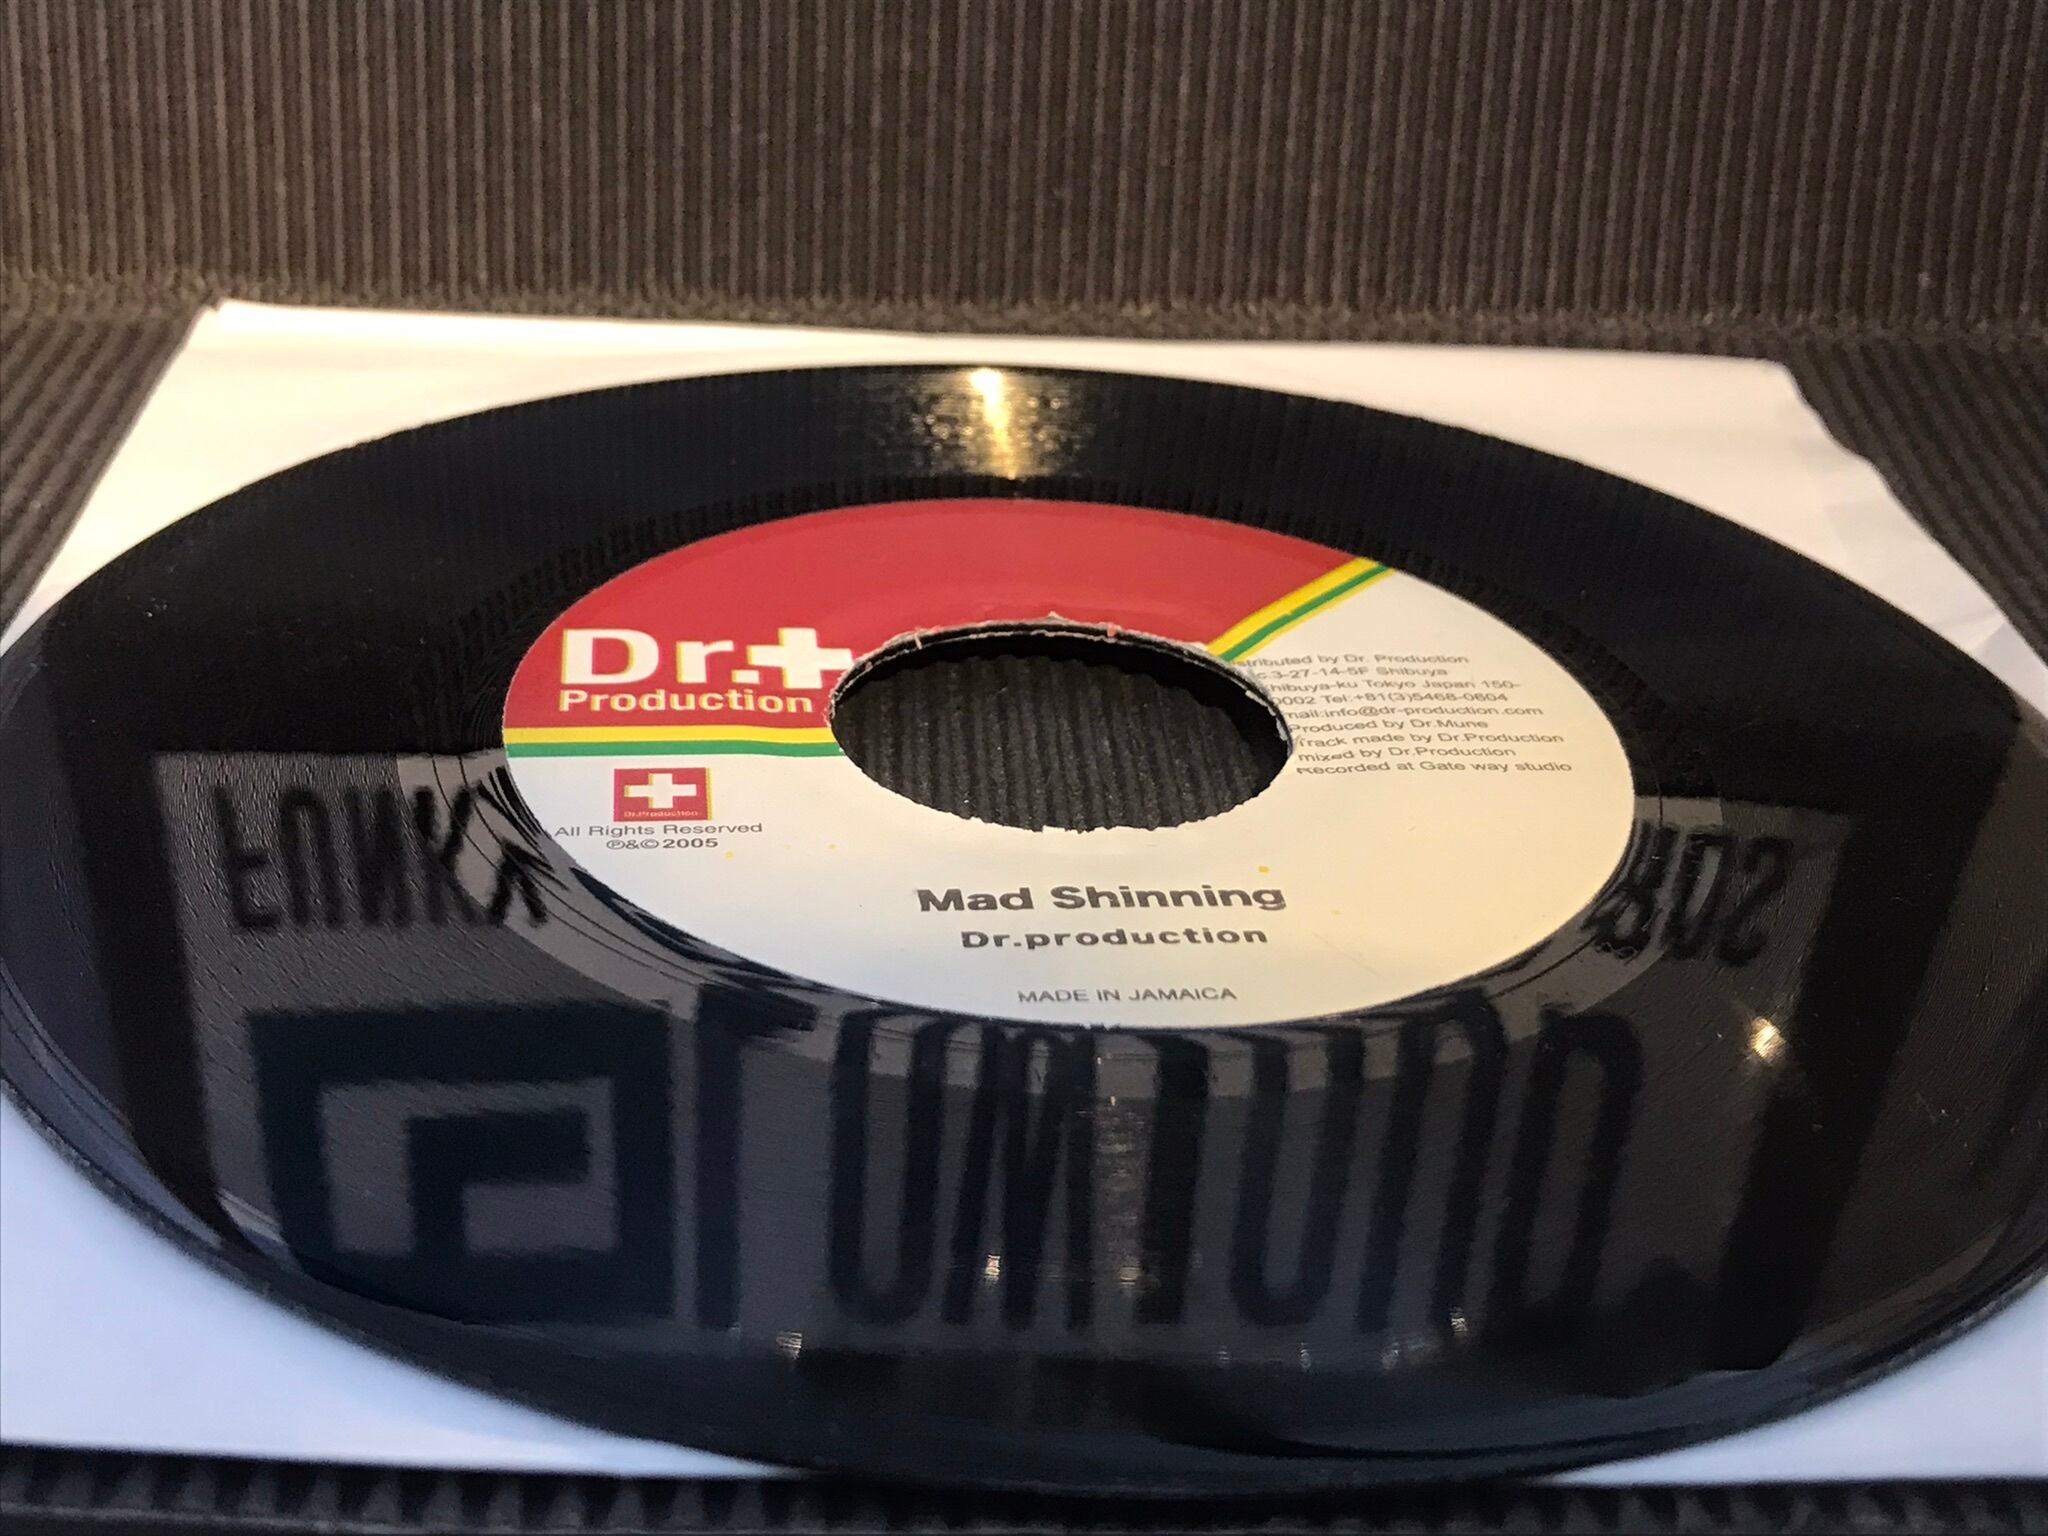 Dr.
Production
stributed by Dr. Production
3-27-14-5F Shibuya
hibuya-ku Tokyo Japan 150-
0002 Tel:+81(3)5468-0604
mail:info@dr-production.com
Produced by Dr.Mune
Track made by Dr.Production
mixed by Dr.Production
Recorded at Gate way studio
Dr.Production
All Rights Reserved
℗&© 2005
Mad Shinning
Dr.production
MADE IN JAMAICA